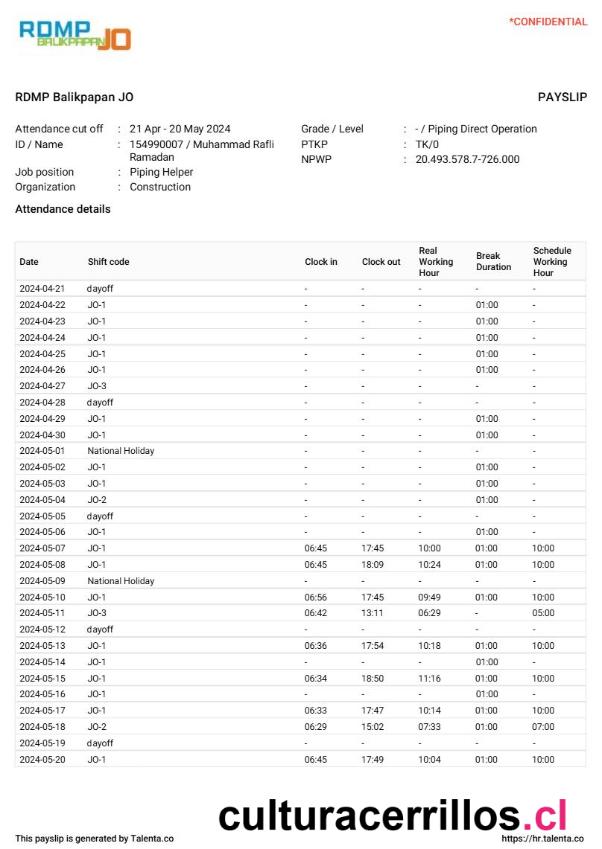 RDMP
BALIKPAPAN JO
*CONFIDENTIAL
RDMP Balikpapan JO PAYSLIP
Attendance cut off : 21 Apr - 20 May 2024 Grade / Level : - / Piping Direct Operation
ID / Name : 154990007 / Muhammad Rafli Ramadan PTKP : TK/0
NPWP : 20.493.578.7-726.000
Job position : Piping Helper
Organization : Construction
Attendance details
Date Shift code Clock in Clock out Real Working Hour Break Duration Schedule Working Hour
2024-04-21 dayoff - - - - -
2024-04-22 JO-1 - - - 01:00 -
2024-04-23 JO-1 - - - 01:00 -
2024-04-24 JO-1 - - - 01:00 -
2024-04-25 JO-1 - - - 01:00 -
2024-04-26 JO-1 - - - 01:00 -
2024-04-27 JO-3 - - - - -
2024-04-28 dayoff - - - - -
2024-04-29 JO-1 - - - 01:00 -
2024-04-30 JO-1 - - - 01:00 -
2024-05-01 National Holiday - - - - -
2024-05-02 JO-1 - - - 01:00 -
2024-05-03 JO-1 - - - 01:00 -
2024-05-04 JO-2 - - - 01:00 -
2024-05-05 dayoff - - - - -
2024-05-06 JO-1 - - - 01:00 -
2024-05-07 JO-1 06:45 17:45 10:00 01:00 10:00
2024-05-08 JO-1 06:45 18:09 10:24 01:00 10:00
2024-05-09 National Holiday - - - - -
2024-05-10 JO-1 06:56 17:45 09:49 01:00 10:00
2024-05-11 JO-3 06:42 13:11 06:29 - 05:00
2024-05-12 dayoff - - - - -
2024-05-13 JO-1 06:36 17:54 10:18 01:00 10:00
2024-05-14 JO-1 - - - 01:00 -
2024-05-15 JO-1 06:34 18:50 11:16 01:00 10:00
2024-05-16 JO-1 - - - 01:00 -
2024-05-17 JO-1 06:33 17:47 10:14 01:00 10:00
2024-05-18 JO-2 06:29 15:02 07:33 01:00 07:00
2024-05-19 dayoff - - - - -
2024-05-20 JO-1 06:45 17:49 10:04 01:00 10:00
culturacerrillos.cl
This payslip is generated by Talenta.co https://hr.talenta.co